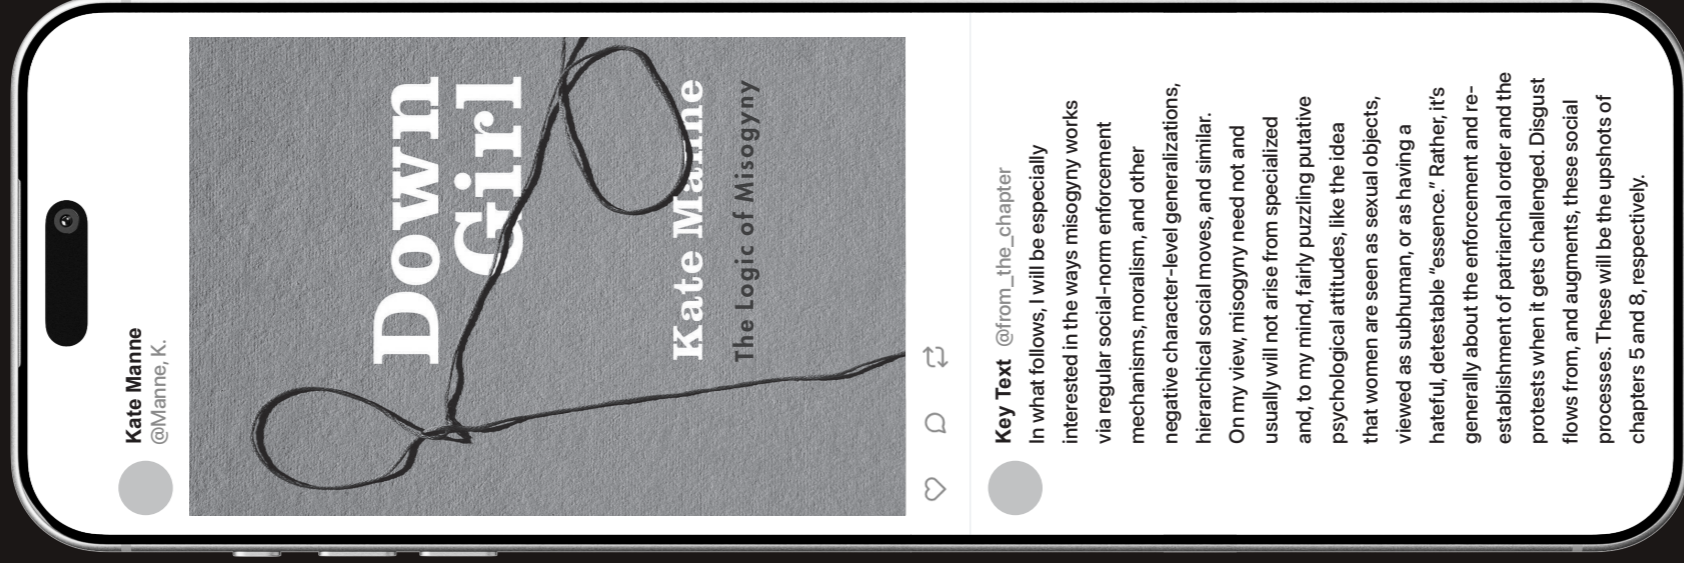 Kate Manne
@Manne, K.
Down
Girl
Kate Manne
The Logic of Misogyny
Key Text @from_the_chapter
In what follows, I will be especially
interested in the ways misogyny works
via regular social-norm enforcement
mechanisms, moralism, and other
negative character-level generalizations,
hierarchical social moves, and similar.
On my view, misogyny need not and
usually will not arise from specialized
and, to my mind, fairly puzzling putative
psychological attitudes, like the idea
that women are seen as sexual objects,
viewed as subhuman, or as having a
hateful, detestable “essence.” Rather, it’s
generally about the enforcement and re-
establishment of patriarchal order and the
protests when it gets challenged. Disgust
flows from, and augments, these social
processes. These will be the upshots of
chapters 5 and 8, respectively.